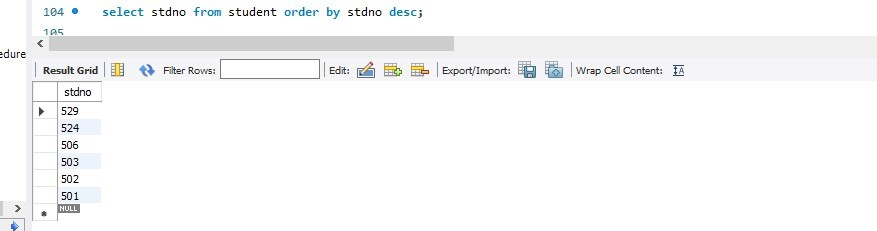 104 select stdno from student order by stdno desc;
105
edure
Result Grid Filter Rows: Edit: Export/Import: Wrap Cell Content: IA
stdno
529
524
506
503
502
501
NULL